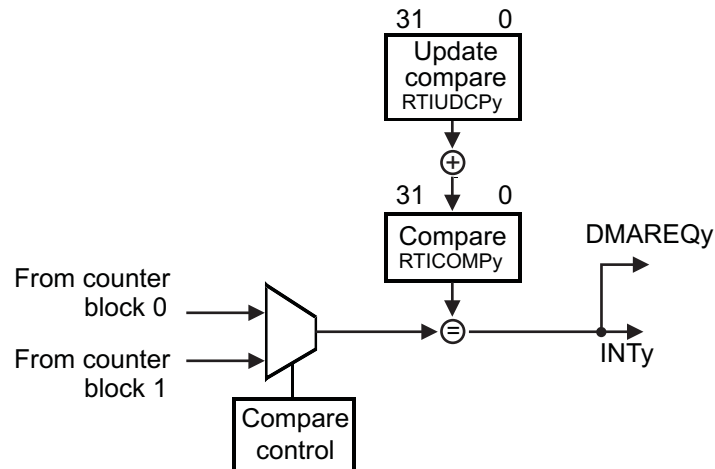 31 0
Update
compare
RTIUDCPy
+
31 0
Compare
RTICOMPy
DMAREQy
From counter
block 0
=
INTy
From counter
block 1
Compare
control